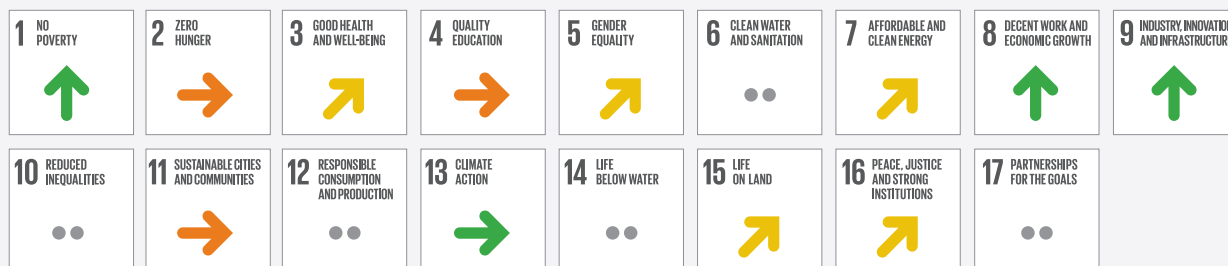 1 NO POVERTY
2 ZERO HUNGER
3 GOOD HEALTH AND WELL-BEING
4 QUALITY EDUCATION
5 GENDER EQUALITY
6 CLEAN WATER AND SANITATION
7 AFFORDABLE AND CLEAN ENERGY
8 DECENT WORK AND ECONOMIC GROWTH
9 INDUSTRY, INNOVATION AND INFRASTRUCTURE
10 REDUCED INEQUALITIES
11 SUSTAINABLE CITIES AND COMMUNITIES
12 RESPONSIBLE CONSUMPTION AND PRODUCTION
13 CLIMATE ACTION
14 LIFE BELOW WATER
15 LIFE ON LAND
16 PEACE, JUSTICE AND STRONG INSTITUTIONS
17 PARTNERSHIPS FOR THE GOALS